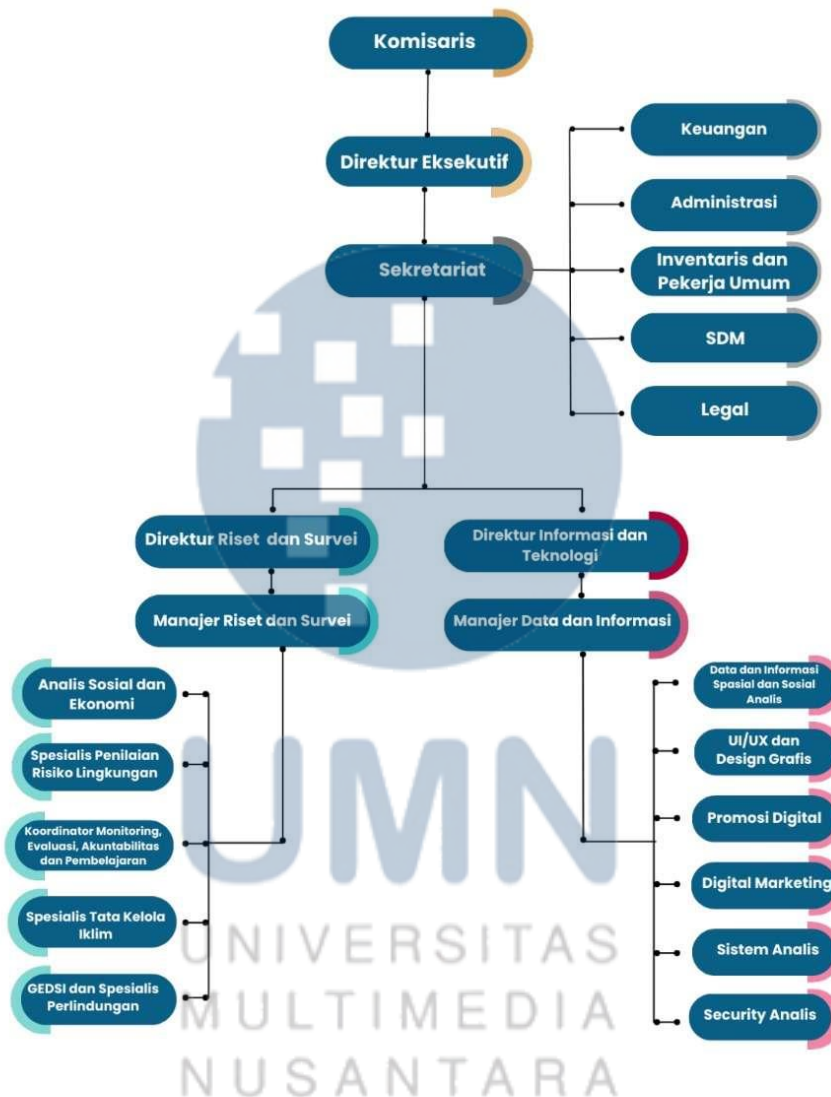 Komisaris
Direktur Eksekutif
Sekretariat
Keuangan
Administrasi
Inventaris dan
Pekerja Umum
SDM
Legal
Direktur Riset dan Survei
Direktur Informasi dan
Teknologi
Manajer Riset dan Survei
Manajer Data dan Informasi
Analis Sosial dan
Ekonomi
Spesialis Penilaian
Risiko Lingkungan
Koordinator Monitoring,
Evaluasi, Akuntabilitas
dan Pembelajaran
Spesialis Tata Kelola
Iklim
GEDSI dan Spesialis
Perlindungan
Data dan Informasi
Spasial dan Sosial
Analis
UI/UX dan
Design Grafis
Promosi Digital
Digital Marketing
Sistem Analis
Security Analis
UMN
UNIVERSITAS
MULTIMEDIA
NUSANTARA